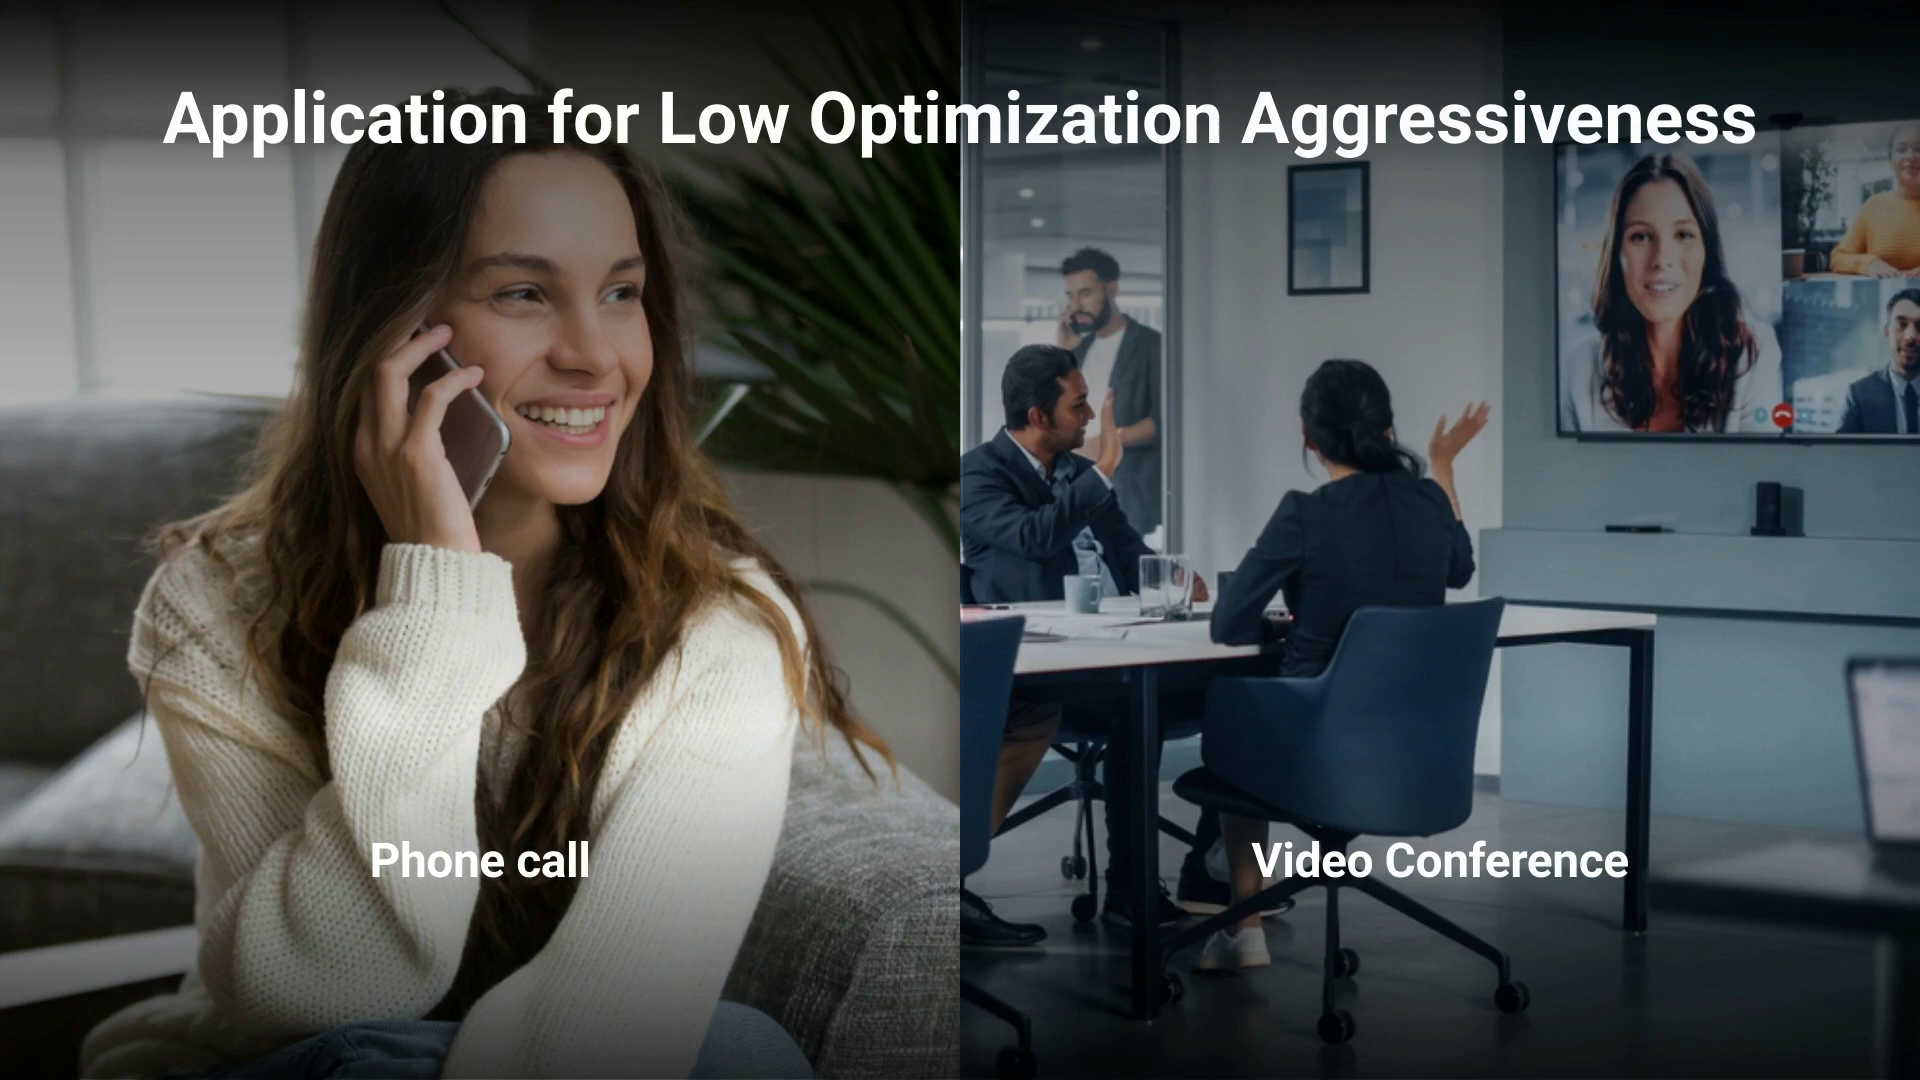 Application for Low Optimization Aggressiveness
Phone call
Video Conference